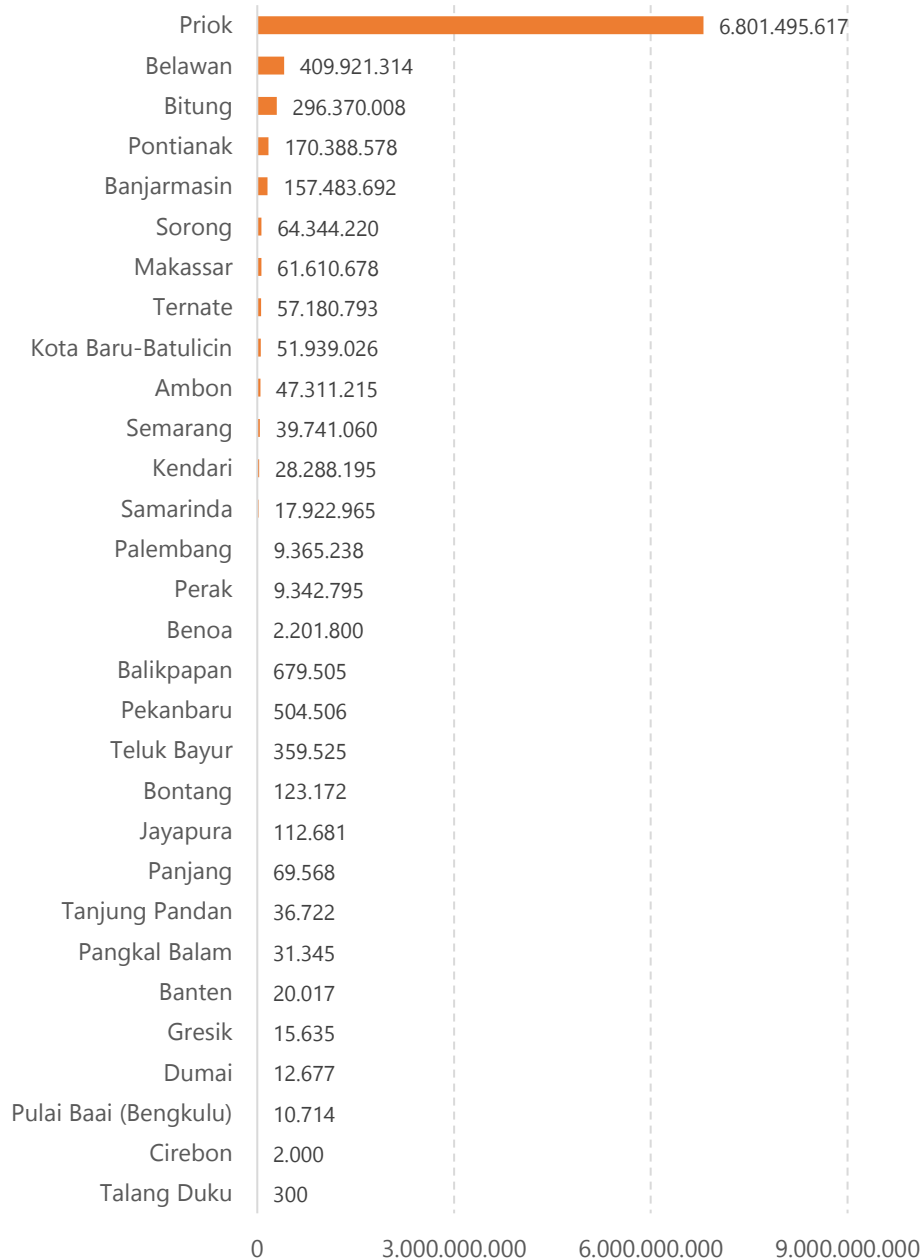 Priok 6.801.495.617
Belawan 409.921.314
Bitung 296.370.008
Pontianak 170.388.578
Banjarmasin 157.483.692
Sorong 64.344.220
Makassar 61.610.678
Ternate 57.180.793
Kota Baru-Batulicin 51.939.026
Ambon 47.311.215
Semarang 39.741.060
Kendari 28.288.195
Samarinda 17.922.965
Palembang 9.365.238
Perak 9.342.795
Benoa 2.201.800
Balikpapan 679.505
Pekanbaru 504.506
Teluk Bayur 359.525
Bontang 123.172
Jayapura 112.681
Panjang 69.568
Tanjung Pandan 36.722
Pangkal Balam 31.345
Banten 20.017
Gresik 15.635
Dumai 12.677
Pulai Baai (Bengkulu) 10.714
Cirebon 2.000
Talang Duku 300
0 3.000.000.000 6.000.000.000 9.000.000.000